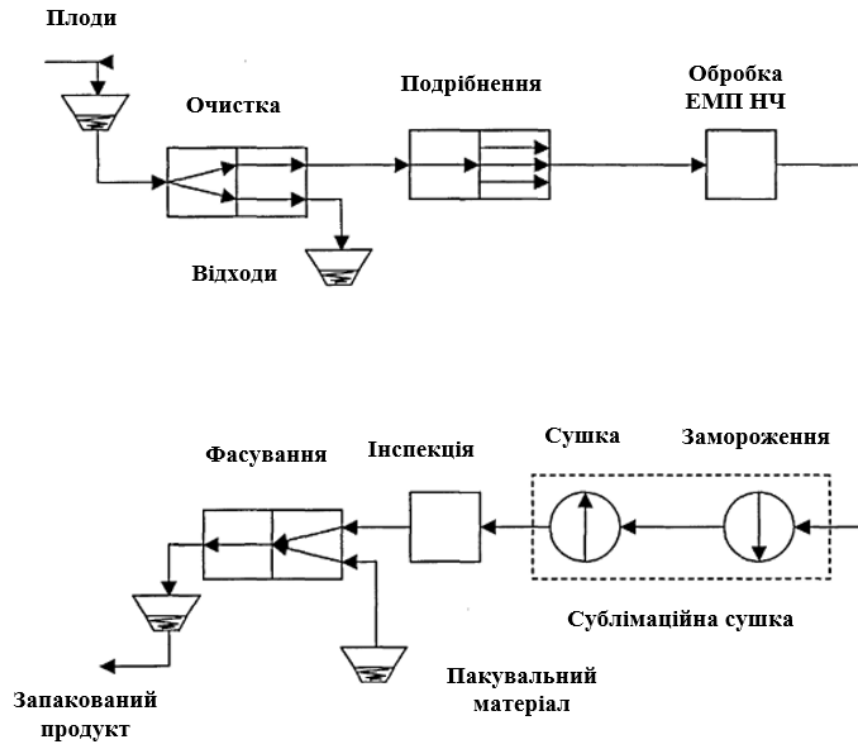 Плоди
Очистка
Подрібнення
Обробка
ЕМП НЧ
Відходи
Фасування
Інспекція
Сушка
Замороження
Сублімаційна сушка
Пакувальний
матеріал
Запакований
продукт